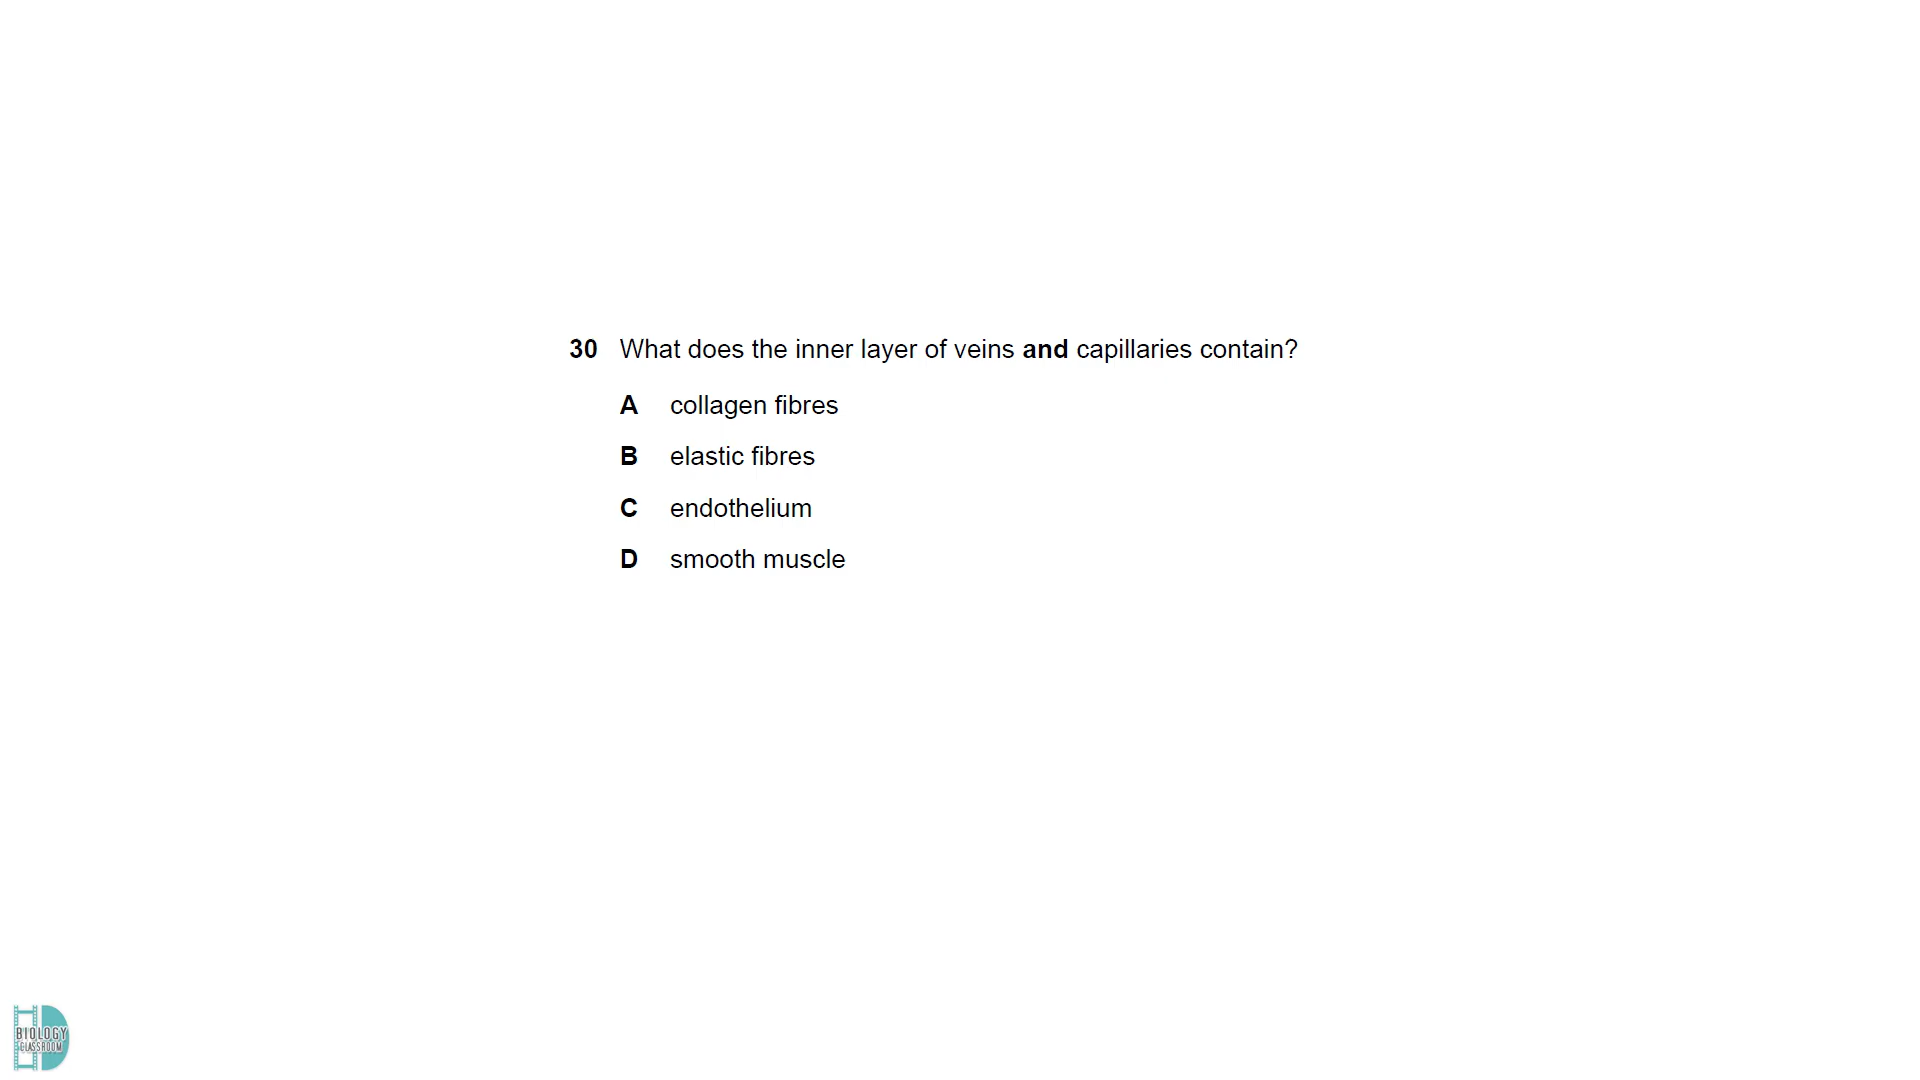 30 What does the inner layer of veins and capillaries contain?
A collagen fibres
B elastic fibres
C endothelium
D smooth muscle
BIOLOGY
CLASSROOM